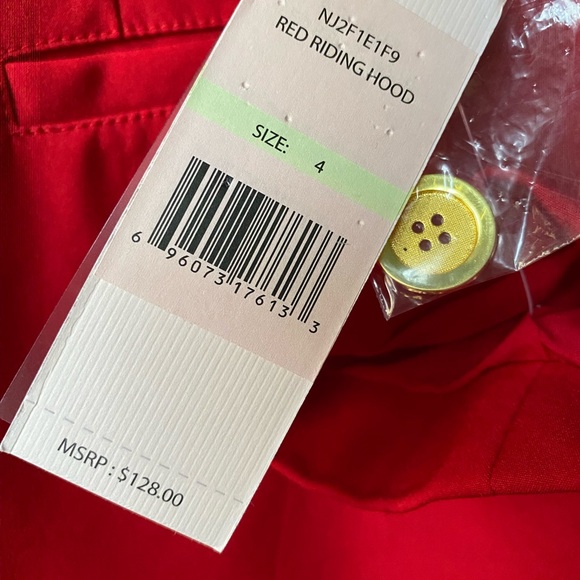 NJ2F1E1F9
RED RIDING HOOD
SIZE: 4
6 96073 17613 3
MSRP : $128.00